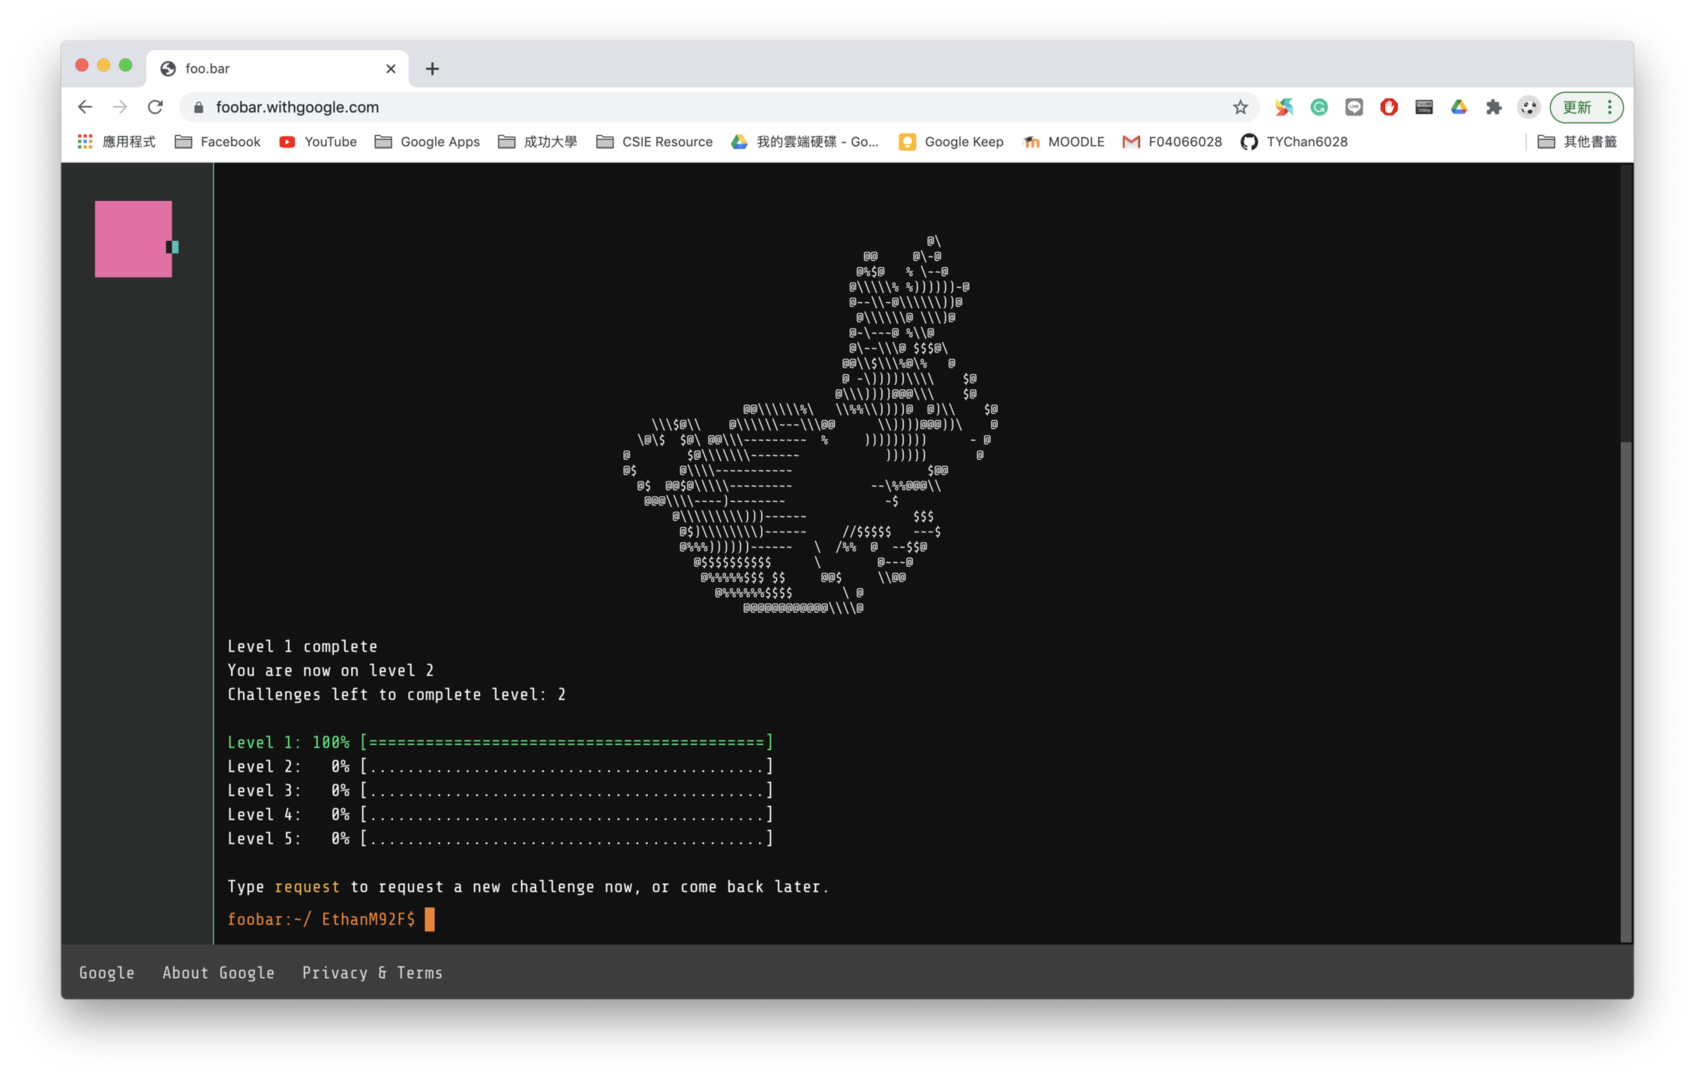 foo.bar
foobar.withgoogle.com
更新
應用程式 Facebook YouTube Google Apps 成功大學 CSIE Resource 我的雲端硬碟 - Go... Google Keep MOODLE F04066028 TYChan6028 其他書籤
Level 1 complete
You are now on level 2
Challenges left to complete level: 2
Level 1: 100% [==========================================]
Level 2:   0% [..........................................]
Level 3:   0% [..........................................]
Level 4:   0% [..........................................]
Level 5:   0% [..........................................]
Type request to request a new challenge now, or come back later.
foobar:~/ EthanM92F$
Google About Google Privacy & Terms